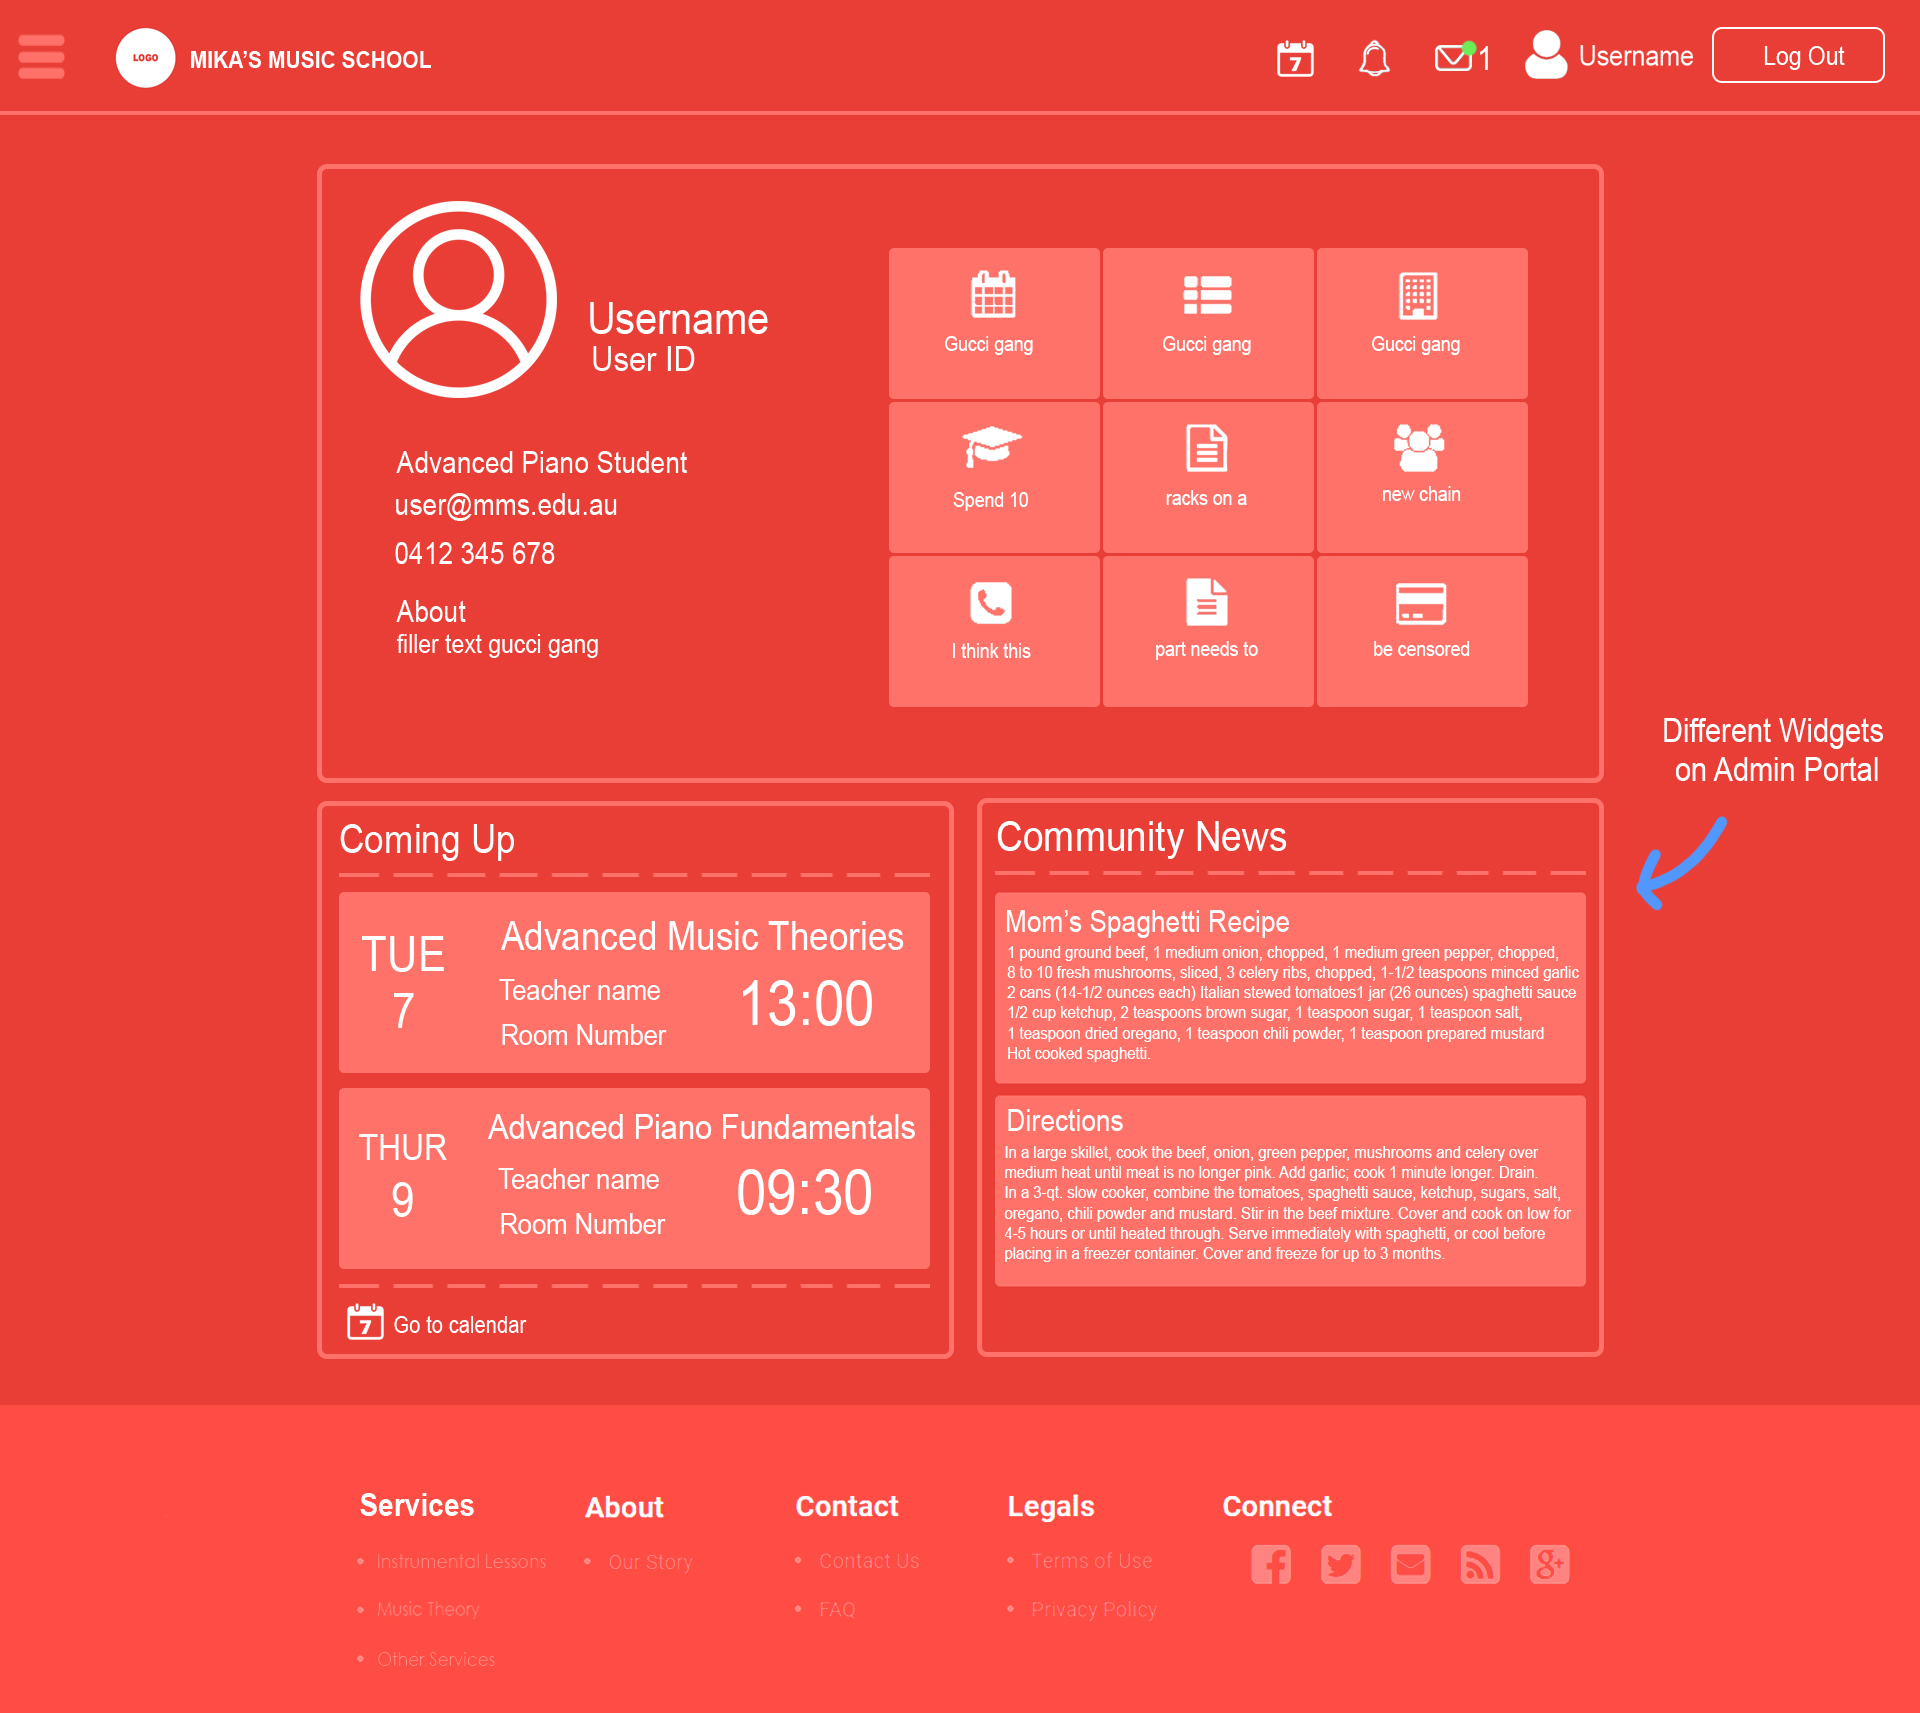 LOGO
MIKA'S MUSIC SCHOOL
7
1
Username
Log Out
Username
User ID
Advanced Piano Student
user@mms.edu.au
0412 345 678
About
filler text gucci gang
Gucci gang
Gucci gang
Gucci gang
Spend 10
racks on a
new chain
I think this
part needs to
be censored
Different Widgets
on Admin Portal
Coming Up
TUE
7
Advanced Music Theories
Teacher name
Room Number
13:00
THUR
9
Advanced Piano Fundamentals
Teacher name
Room Number
09:30
7
Go to calendar
Community News
Mom's Spaghetti Recipe
1 pound ground beef, 1 medium onion, chopped, 1 medium green pepper, chopped,
8 to 10 fresh mushrooms, sliced, 3 celery ribs, chopped, 1-1/2 teaspoons minced garlic
2 cans (14-1/2 ounces each) Italian stewed tomatoes1 jar (26 ounces) spaghetti sauce
1/2 cup ketchup, 2 teaspoons brown sugar, 1 teaspoon sugar, 1 teaspoon salt,
1 teaspoon dried oregano, 1 teaspoon chili powder, 1 teaspoon prepared mustard
Hot cooked spaghetti.
Directions
In a large skillet, cook the beef, onion, green pepper, mushrooms and celery over
medium heat until meat is no longer pink. Add garlic; cook 1 minute longer. Drain.
In a 3-qt. slow cooker, combine the tomatoes, spaghetti sauce, ketchup, sugars, salt,
oregano, chili powder and mustard. Stir in the beef mixture. Cover and cook on low for
4-5 hours or until heated through. Serve immediately with spaghetti, or cool before
placing in a freezer container. Cover and freeze for up to 3 months.
Services
• Instrumental Lessons
• Music Theory
• Other Services
About
• Our Story
Contact
• Contact Us
• FAQ
Legals
• Terms of Use
• Privacy Policy
Connect